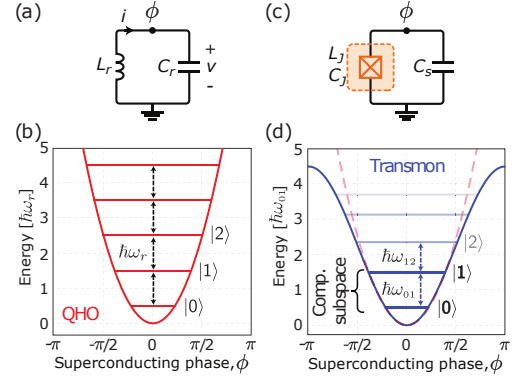 (a)
i
ϕ
L_r
C_r
+
v
-
(c)
ϕ
L_J
C_J
C_s
(b)
Energy [ħω_r]
5
4
3
2
1
0
ħω_r
|2⟩
|1⟩
|0⟩
QHO
-π
-π/2
0
π/2
π
Superconducting phase, ϕ
(d)
Energy [ħω_01]
5
4
3
2
1
0
Transmon
|2⟩
ħω_12
|1⟩
ħω_01
|0⟩
Comp.
subspace
-π
-π/2
0
π/2
π
Superconducting phase, ϕ